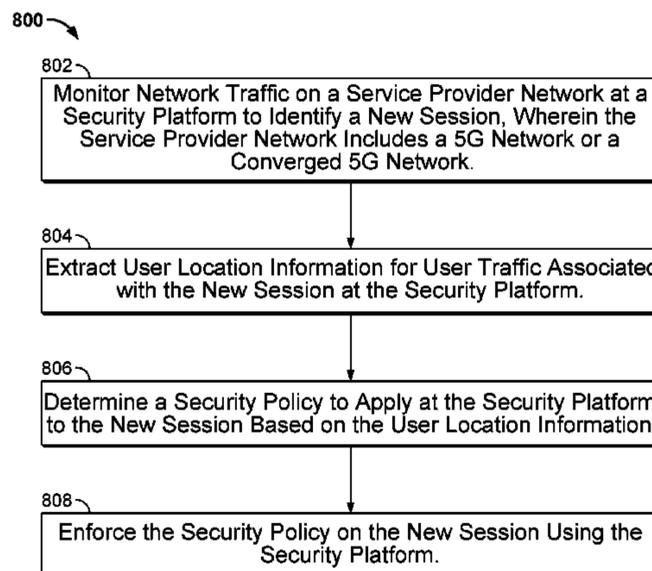 800
802
Monitor Network Traffic on a Service Provider Network at a
Security Platform to Identify a New Session, Wherein the
Service Provider Network Includes a 5G Network or a
Converged 5G Network.
804
Extract User Location Information for User Traffic Associated
with the New Session at the Security Platform.
806
Determine a Security Policy to Apply at the Security Platform
to the New Session Based on the User Location Information
808
Enforce the Security Policy on the New Session Using the
Security Platform.